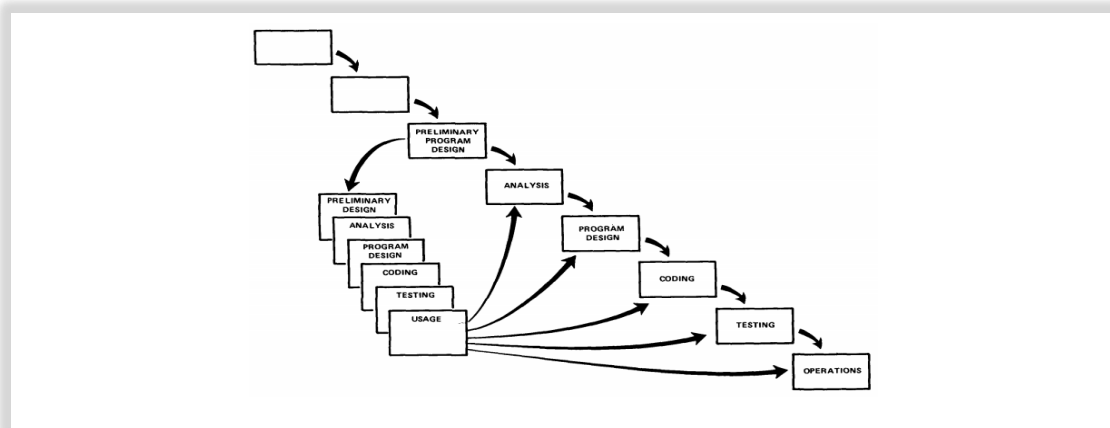 PRELIMINARY
PROGRAM
DESIGN
ANALYSIS
PRELIMINARY
DESIGN
ANALYSIS
PROGRAM
DESIGN
CODING
TESTING
USAGE
PROGRAM
DESIGN
CODING
TESTING
OPERATIONS